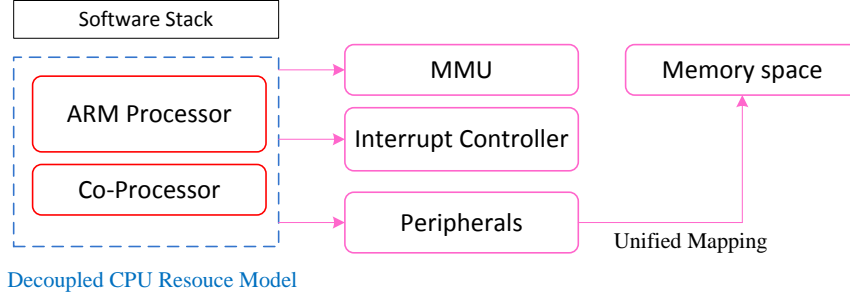 Software Stack
MMU
Memory space
ARM Processor
Interrupt Controller
Co-Processor
Peripherals
Unified Mapping
Decoupled CPU Resouce Model